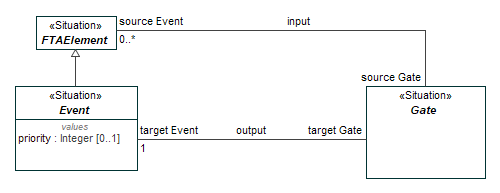 «Situation»
FTAElement
source Event
input
0..*
source Gate
«Situation»
Event
values
priority : Integer [0..1]
target Event
output
target Gate
1
«Situation»
Gate